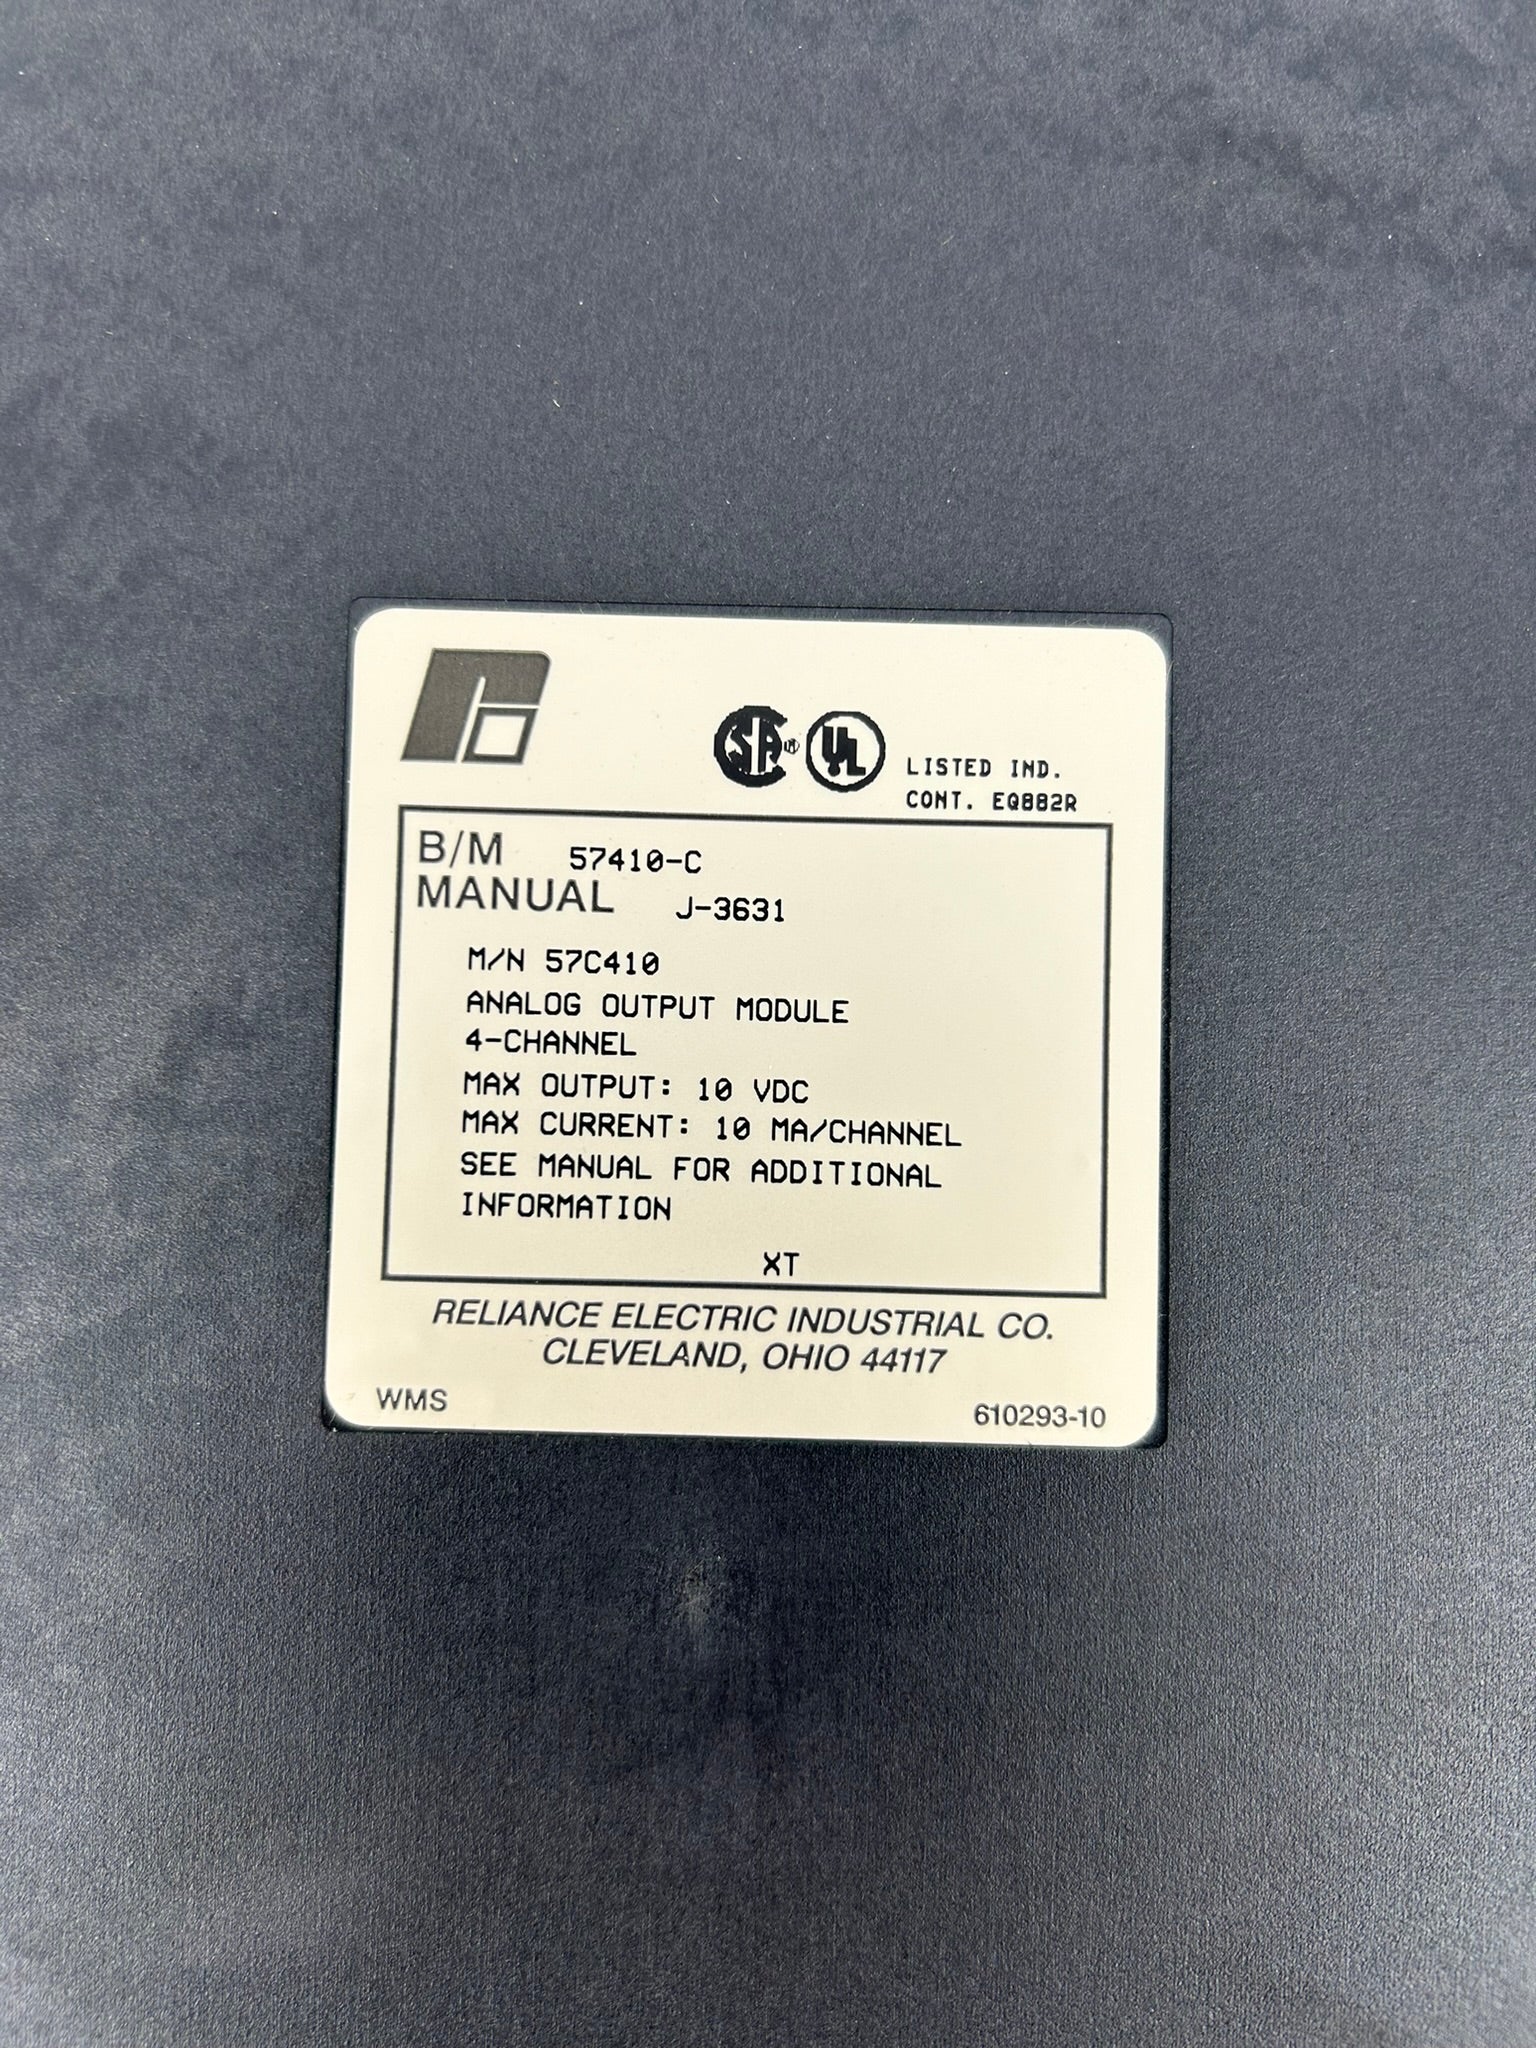 SA
UL
LISTED IND.
CONT. EQ882R
B/M 57410-C
MANUAL J-3631
M/N 57C410
ANALOG OUTPUT MODULE
4-CHANNEL
MAX OUTPUT: 10 VDC
MAX CURRENT: 10 MA/CHANNEL
SEE MANUAL FOR ADDITIONAL
INFORMATION
XT
RELIANCE ELECTRIC INDUSTRIAL CO.
CLEVELAND, OHIO 44117
WMS 610293-10